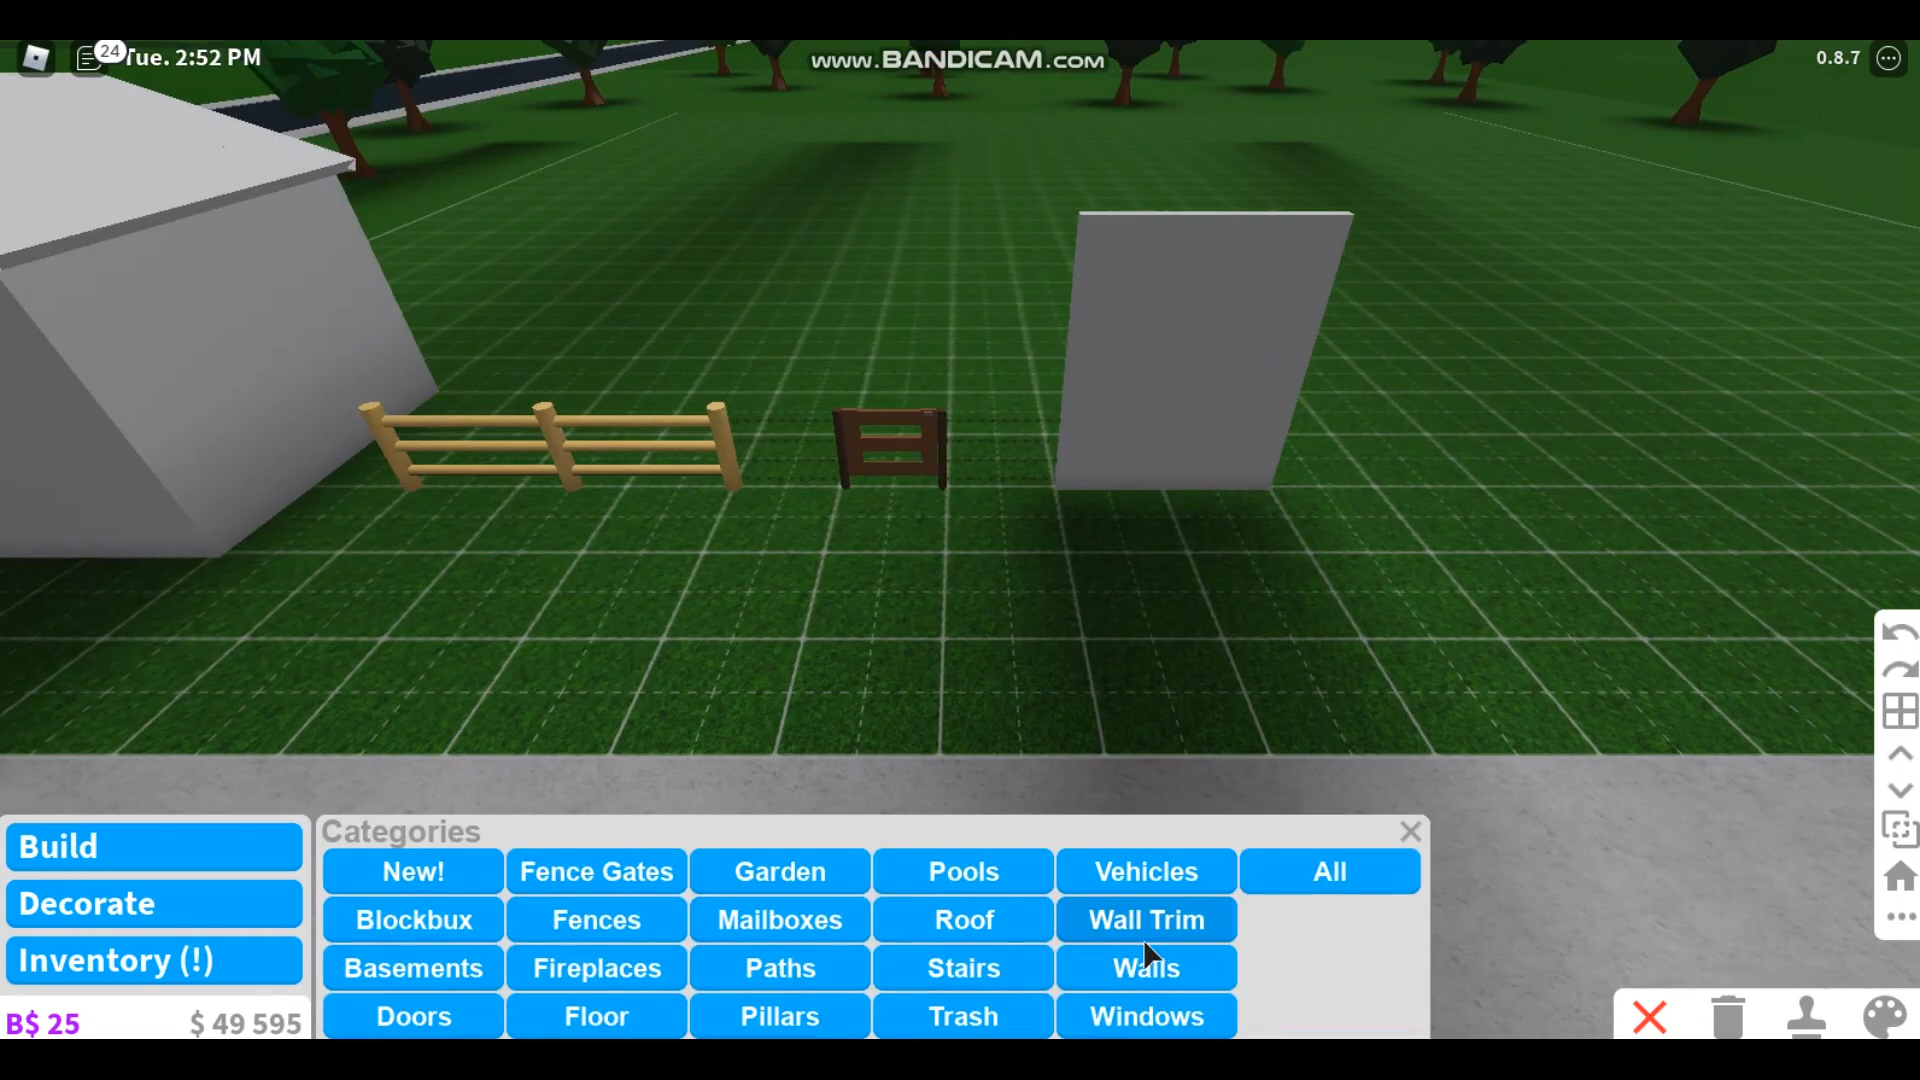 24
Tue. 2:52 PM
www.BANDICAM.com
0.8.7
Build
Decorate
Inventory (!)
B$ 25
$ 49 595
Categories
New!
Fence Gates
Garden
Pools
Vehicles
All
Blockbux
Fences
Mailboxes
Roof
Wall Trim
Basements
Fireplaces
Paths
Stairs
Walls
Doors
Floor
Pillars
Trash
Windows